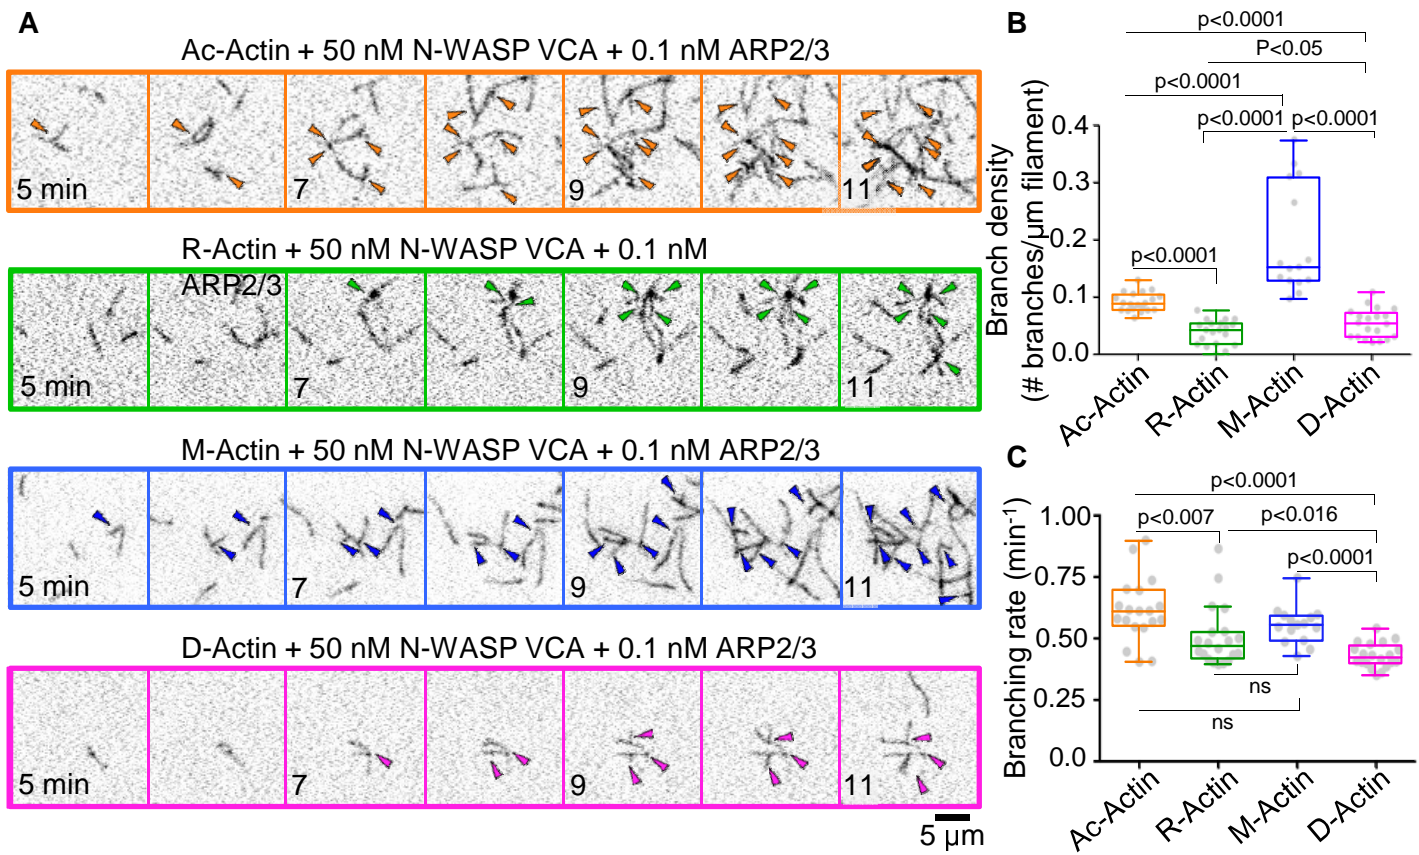 A
Ac-Actin + 50 nM N-WASP VCA + 0.1 nM ARP2/3
5 min
7
9
11
R-Actin + 50 nM N-WASP VCA + 0.1 nM
ARP2/3
5 min
7
9
11
M-Actin + 50 nM N-WASP VCA + 0.1 nM ARP2/3
5 min
7
9
11
D-Actin + 50 nM N-WASP VCA + 0.1 nM ARP2/3
5 min
7
9
11
5 µm
B
p<0.0001
P<0.05
p<0.0001
p<0.0001 p<0.0001
p<0.0001
Branch density
(# branches/µm filament)
0.4
0.3
0.2
0.1
0.0
Ac-Actin
R-Actin
M-Actin
D-Actin
C
p<0.0001
p<0.007
p<0.016
p<0.0001
ns
ns
Branching rate (min⁻¹)
1.00
0.75
0.50
0.25
0.0
Ac-Actin
R-Actin
M-Actin
D-Actin